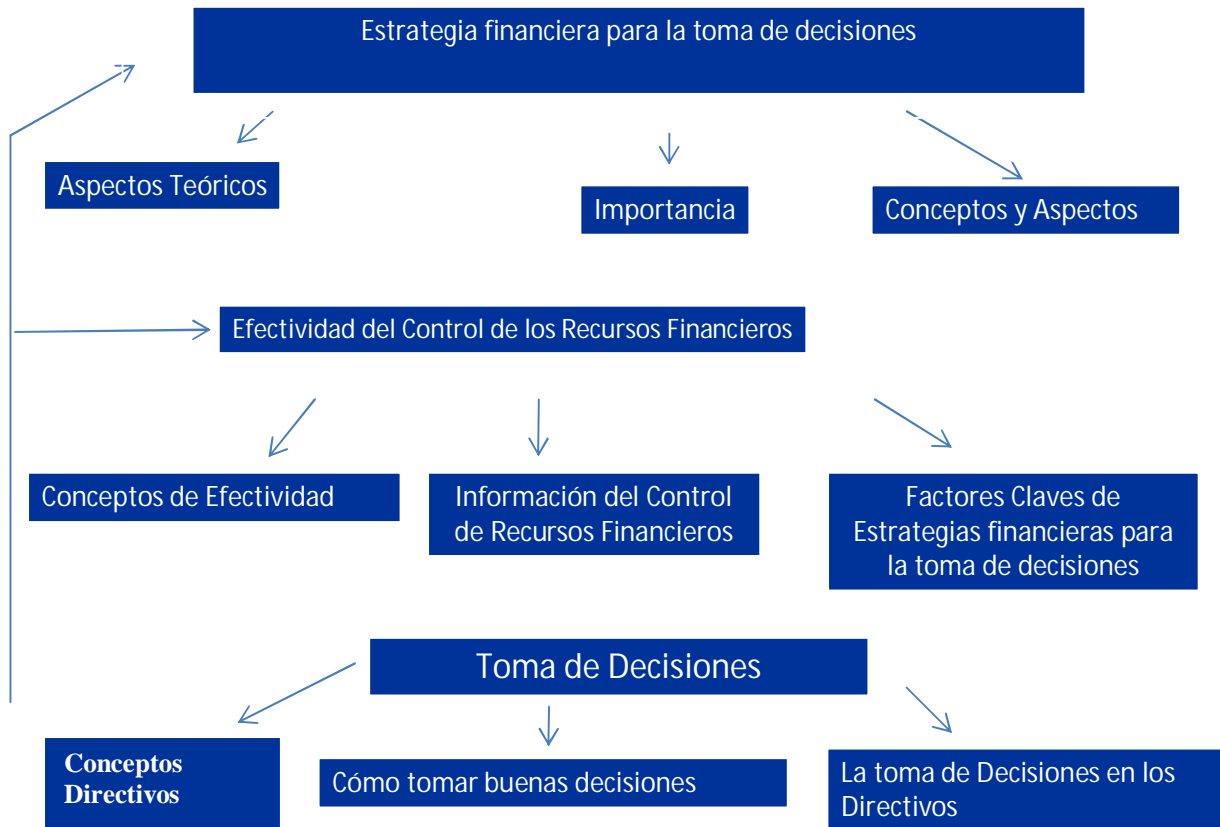 Estrategia financiera para la toma de decisiones
Aspectos Teóricos
Importancia
Conceptos y Aspectos
Efectividad del Control de los Recursos Financieros
Conceptos de Efectividad
Información del Control
de Recursos Financieros
Factores Claves de
Estrategias financieras para
la toma de decisiones
Toma de Decisiones
Conceptos
Directivos
Cómo tomar buenas decisiones
La toma de Decisiones en los
Directivos